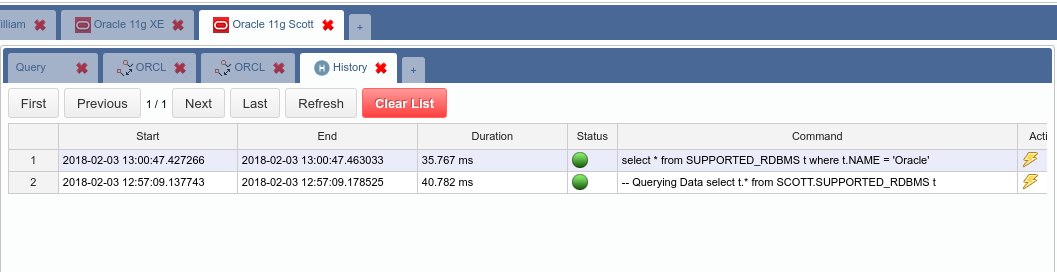 illiam Oracle 11g XE Oracle 11g Scott +
Query ORCL ORCL H History +
First Previous 1 / 1 Next Last Refresh Clear List
Start End Duration Status Command Acti
1 2018-02-03 13:00:47.427266 2018-02-03 13:00:47.463033 35.767 ms select * from SUPPORTED_RDBMS t where t.NAME = 'Oracle'
2 2018-02-03 12:57:09.137743 2018-02-03 12:57:09.178525 40.782 ms -- Querying Data select t.* from SCOTT.SUPPORTED_RDBMS t